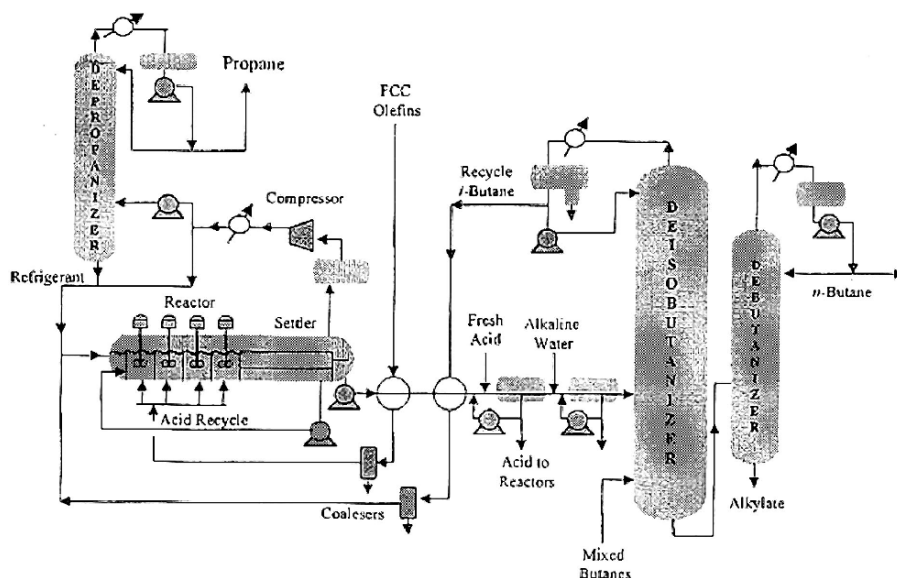 DEPROPANIZER
Propane
FCC
Olefins
Recycle
i-Butane
Compressor
DEISOBUTANIZER
DEBUTANIZER
Refrigerant
n-Butane
Reactor
Settler
Fresh
Acid
Alkaline
Water
Acid Recycle
Acid to
Reactors
Coalesers
Alkylate
Mixed
Butanes